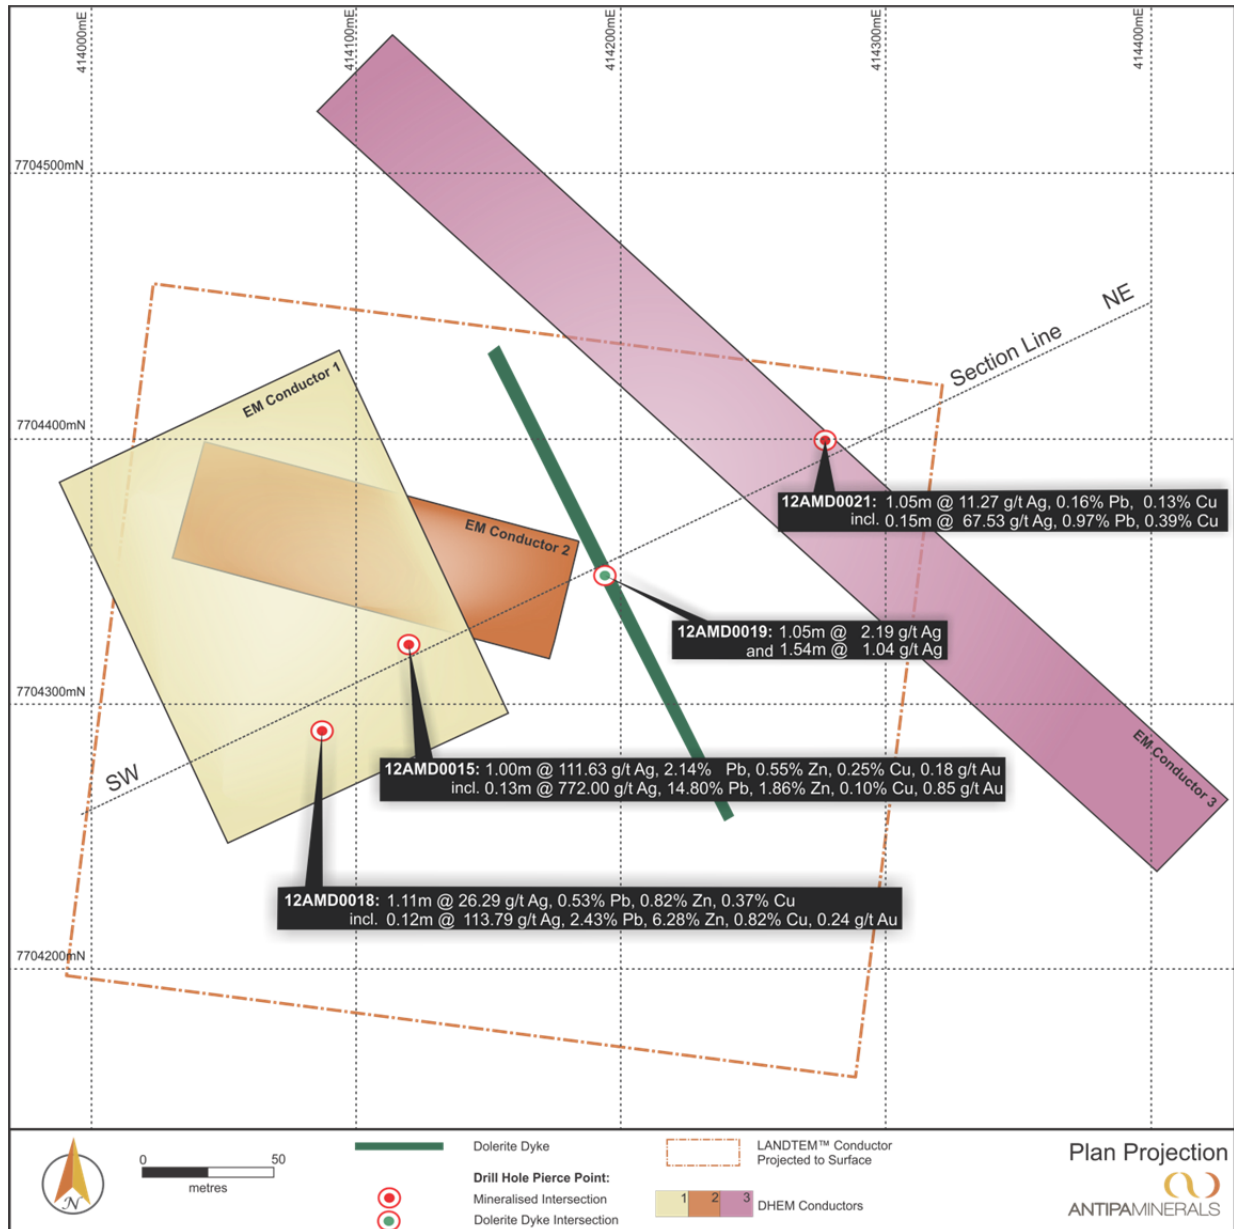 414000mE
414100mE
414200mE
414300mE
414400mE
7704500mN
NE
Section Line
EM Conductor 1
7704400mN
12AMD0021: 1.05m @ 11.27 g/t Ag, 0.16% Pb, 0.13% Cu
incl. 0.15m @ 67.53 g/t Ag, 0.97% Pb, 0.39% Cu
EM Conductor 2
12AMD0019: 1.05m @ 2.19 g/t Ag
and 1.54m @ 1.04 g/t Ag
7704300mN
EM Conductor 3
SW
12AMD0015: 1.00m @ 111.63 g/t Ag, 2.14% Pb, 0.55% Zn, 0.25% Cu, 0.18 g/t Au
incl. 0.13m @ 772.00 g/t Ag, 14.80% Pb, 1.86% Zn, 0.10% Cu, 0.85 g/t Au
12AMD0018: 1.11m @ 26.29 g/t Ag, 0.53% Pb, 0.82% Zn, 0.37% Cu
incl. 0.12m @ 113.79 g/t Ag, 2.43% Pb, 6.28% Zn, 0.82% Cu, 0.24 g/t Au
7704200mN
N
0 50
metres
Dolerite Dyke
Drill Hole Pierce Point:
Mineralised Intersection
Dolerite Dyke Intersection
LANDTEM™ Conductor
Projected to Surface
1 2 3
DHEM Conductors
Plan Projection
ANTIPAMINERALS